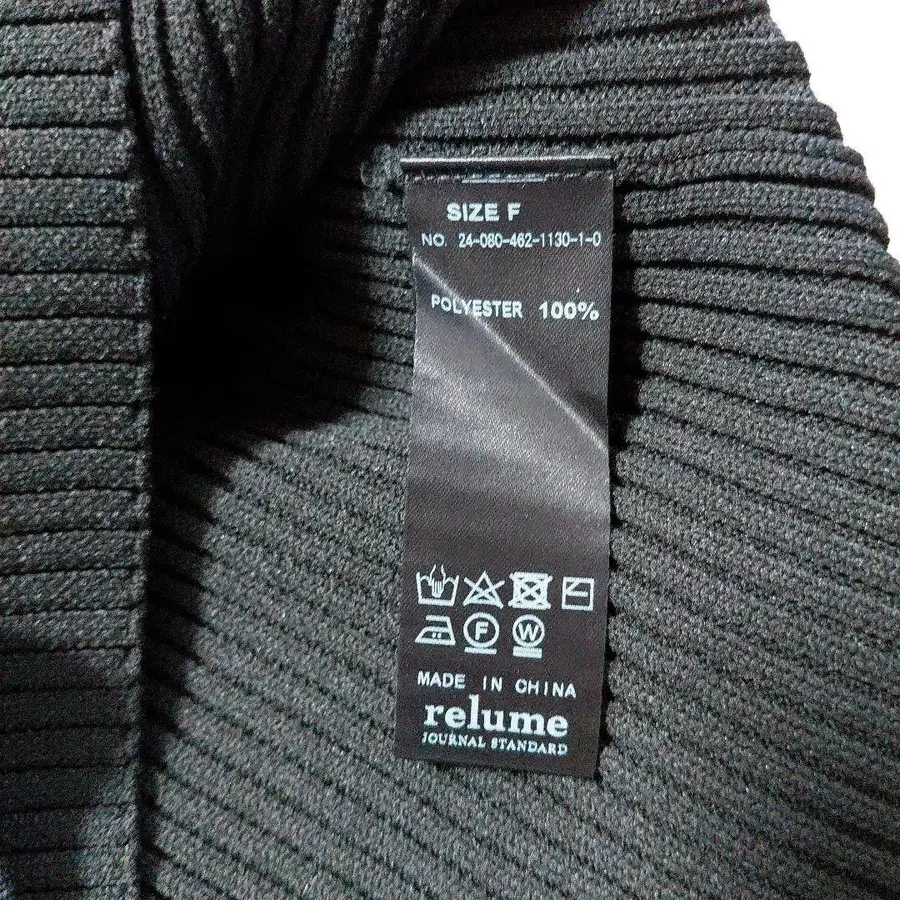 SIZE F
NO. 24-080-462-1130-1-0
POLYESTER 100%
F W
MADE IN CHINA
relume
JOURNAL STANDARD